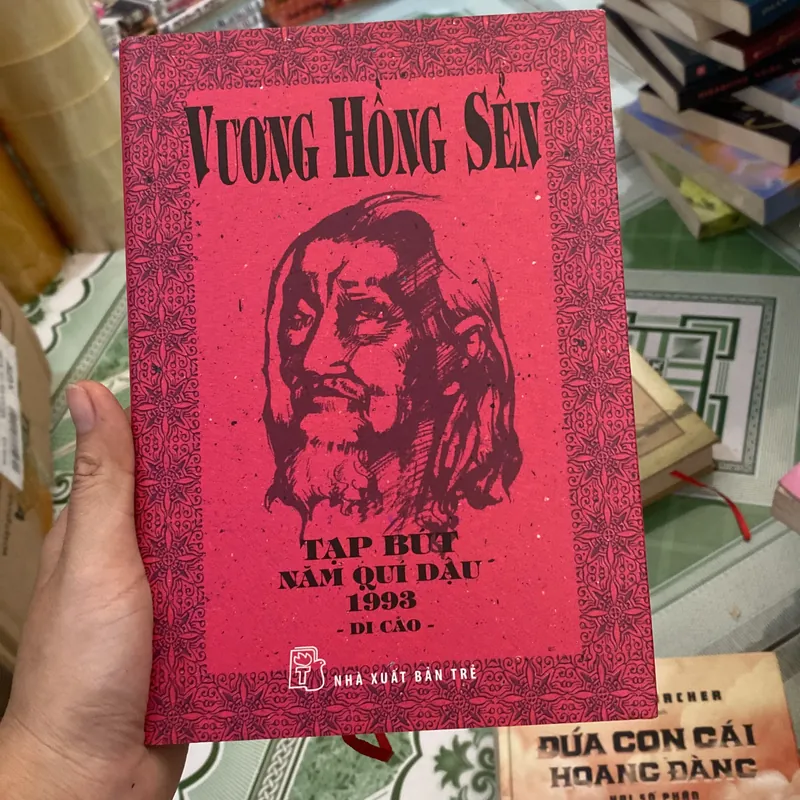 VƯƠNG HỒNG SỂN
TẠP BÚT
NĂM QUÍ DẬU
1993
- DI CẢO -
T
NHÀ XUẤT BẢN TRẺ
ĐỨA CON GÁI
HOANG ĐÀNG